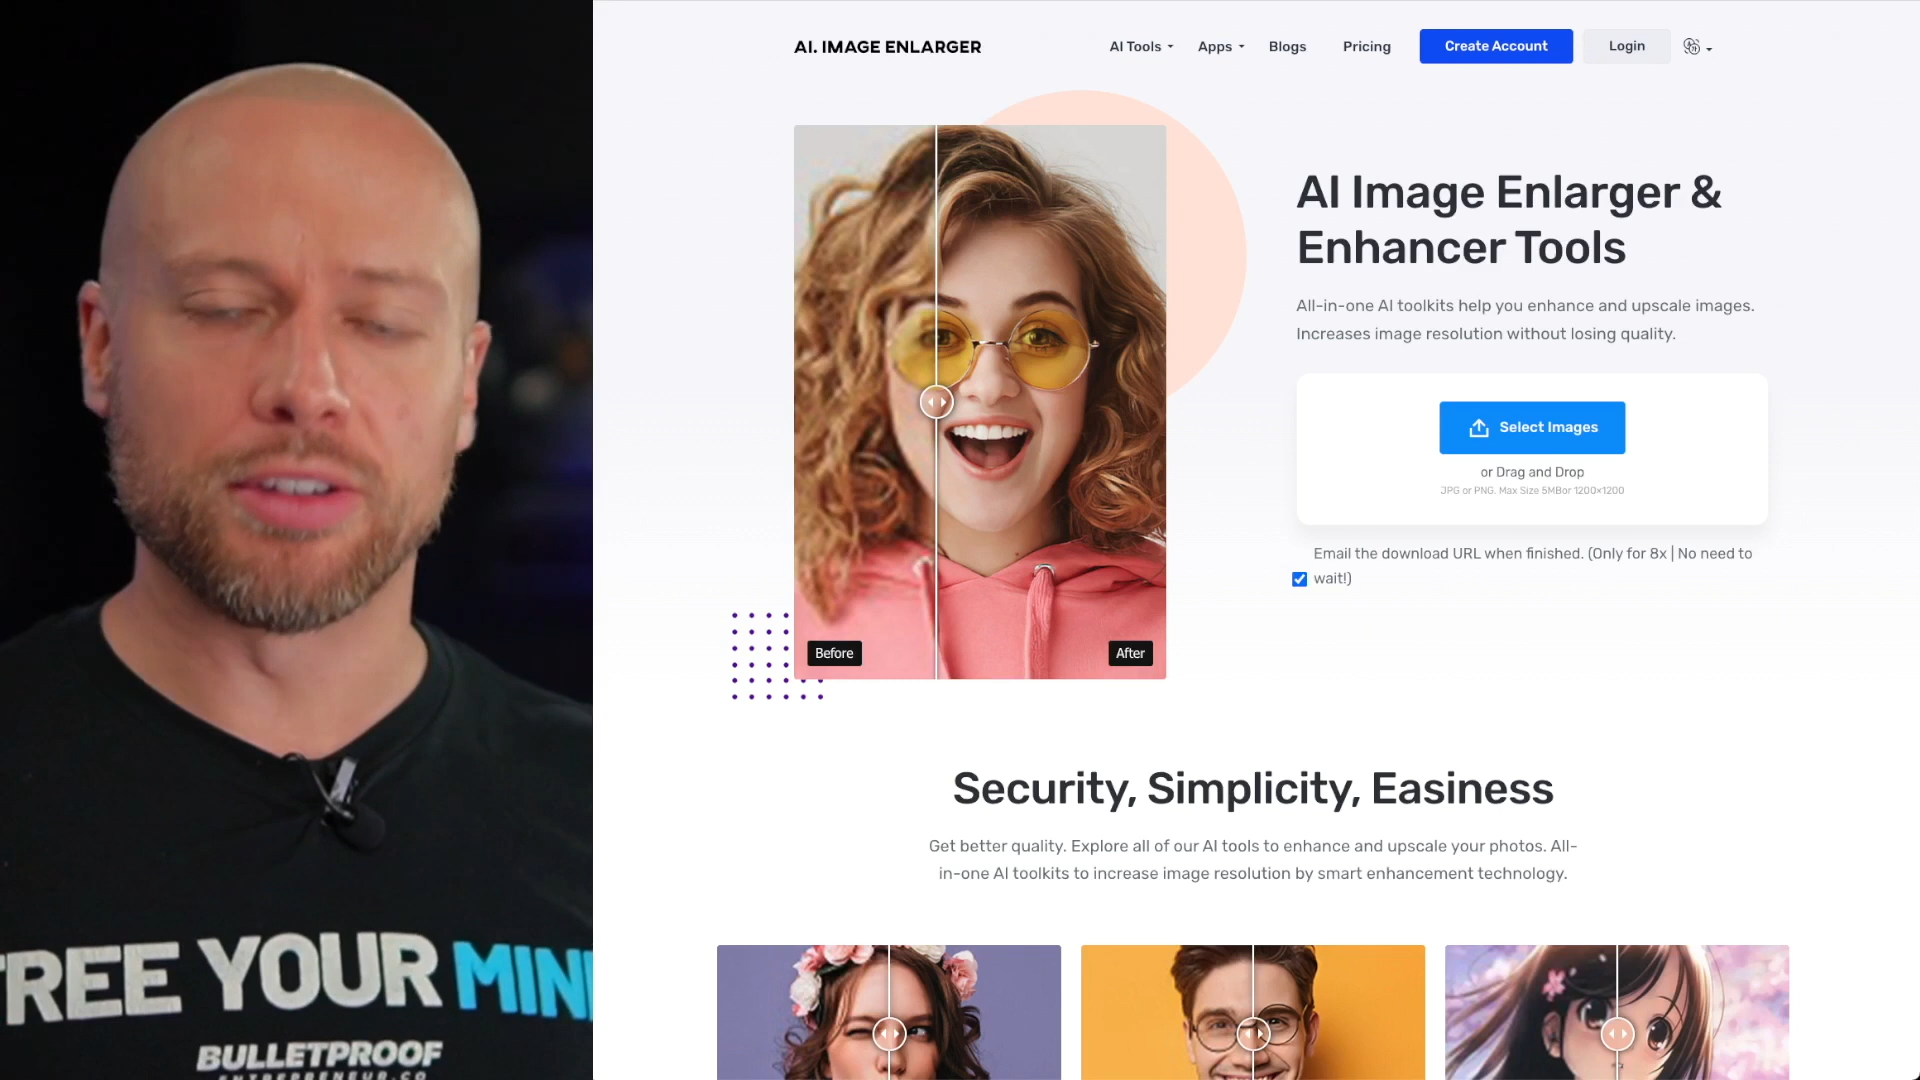 AI. IMAGE ENLARGER
AI Tools
Apps
Blogs
Pricing
Create Account
Login
AI Image Enlarger &
Enhancer Tools
All-in-one AI toolkits help you enhance and upscale images.
Increases image resolution without losing quality.
Select Images
or Drag and Drop
JPG or PNG. Max Size 5MBor 1200×1200
Email the download URL when finished. (Only for 8x | No need to
wait!)
Before
After
Security, Simplicity, Easiness
Get better quality. Explore all of our AI tools to enhance and upscale your photos. All-
in-one AI toolkits to increase image resolution by smart enhancement technology.
REE YOUR MIN
BULLETPROOF
ENTREPRENEUR.CO